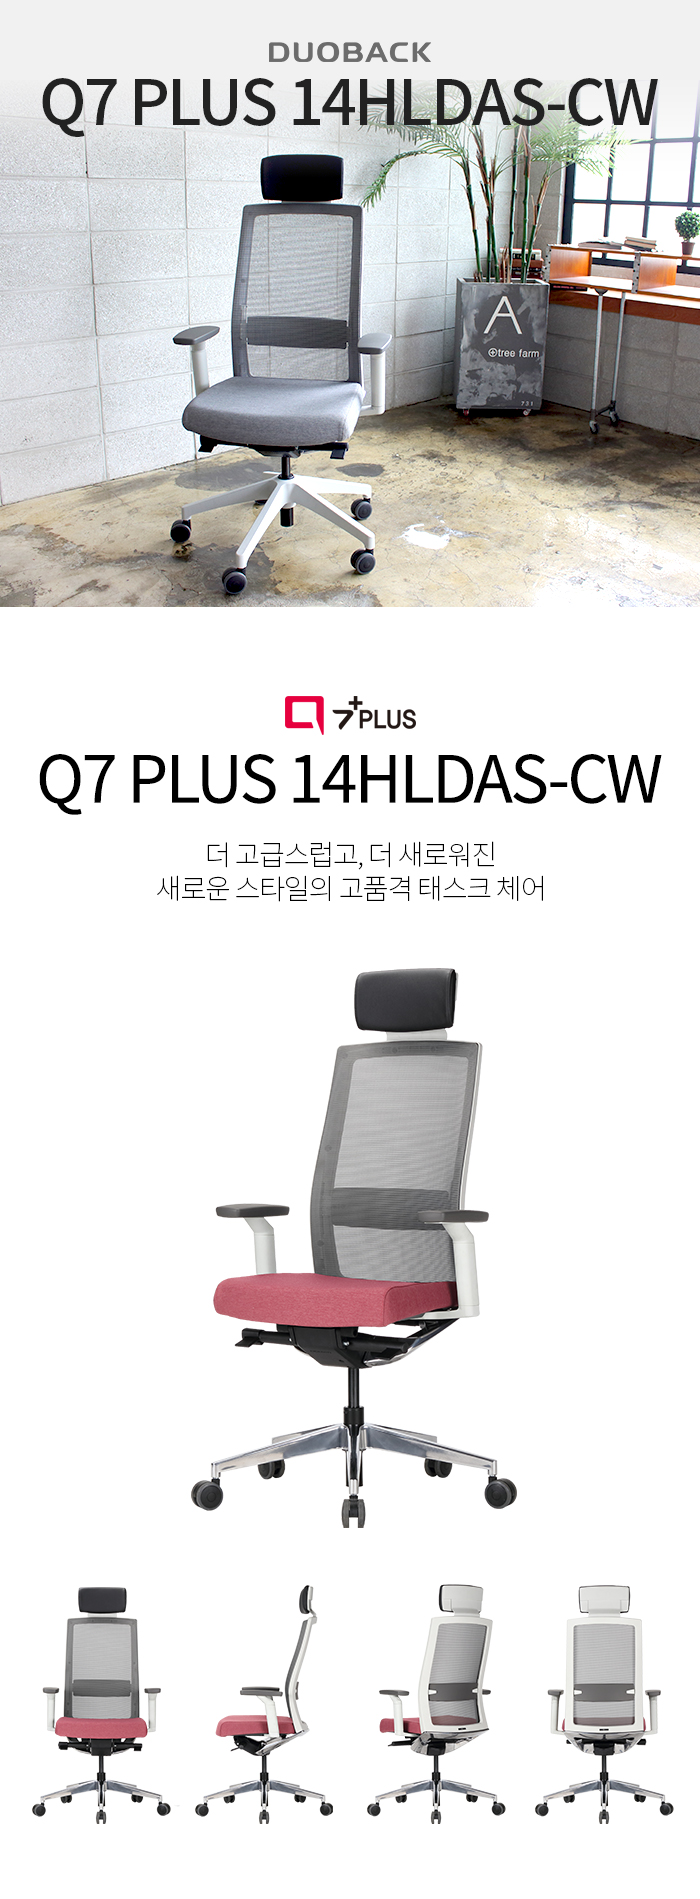 DUOBACK
Q7 PLUS 14HLDAS-CW
A
tree farm
731
7+PLUS
Q7 PLUS 14HLDAS-CW
더 고급스럽고, 더 새로워진
새로운 스타일의 고품격 태스크 체어